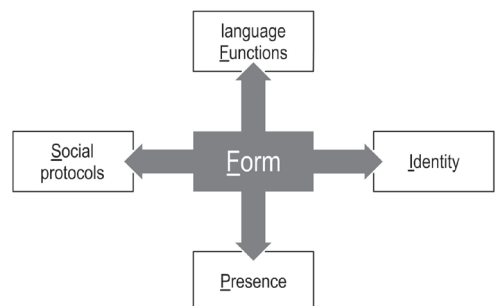 language
Functions
Social
protocols
Form
Identity
Presence